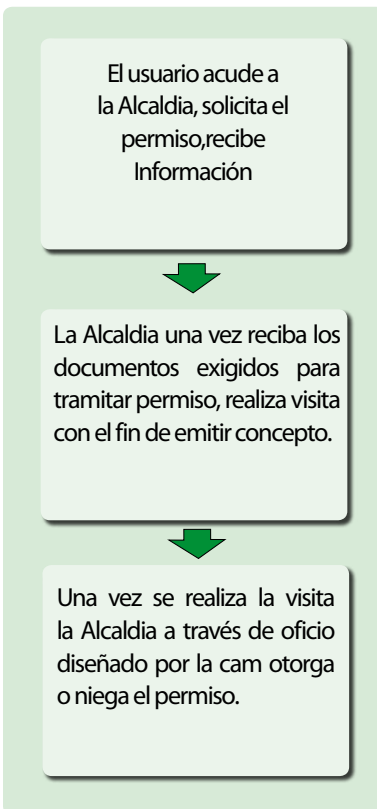 El usuario acude a
la Alcaldia, solicita el
permiso,recibe
Información
La Alcaldia una vez reciba los
documentos exigidos para
tramitar permiso, realiza visita
con el fin de emitir concepto.
Una vez se realiza la visita
la Alcaldia a través de oficio
diseñado por la cam otorga
o niega el permiso.